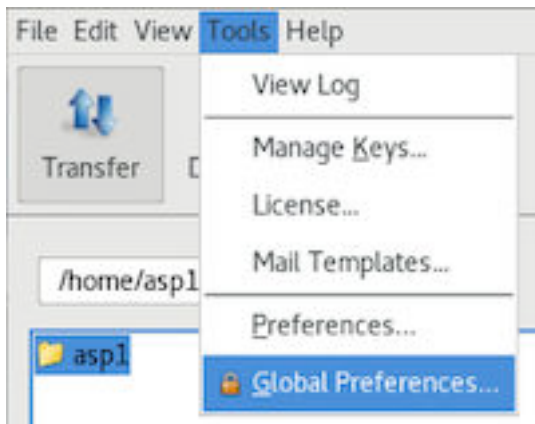 File Edit View Tools Help
View Log
Transfer
D
Manage Keys...
License...
Mail Templates...
/home/asp1
Preferences...
asp1
Global Preferences...